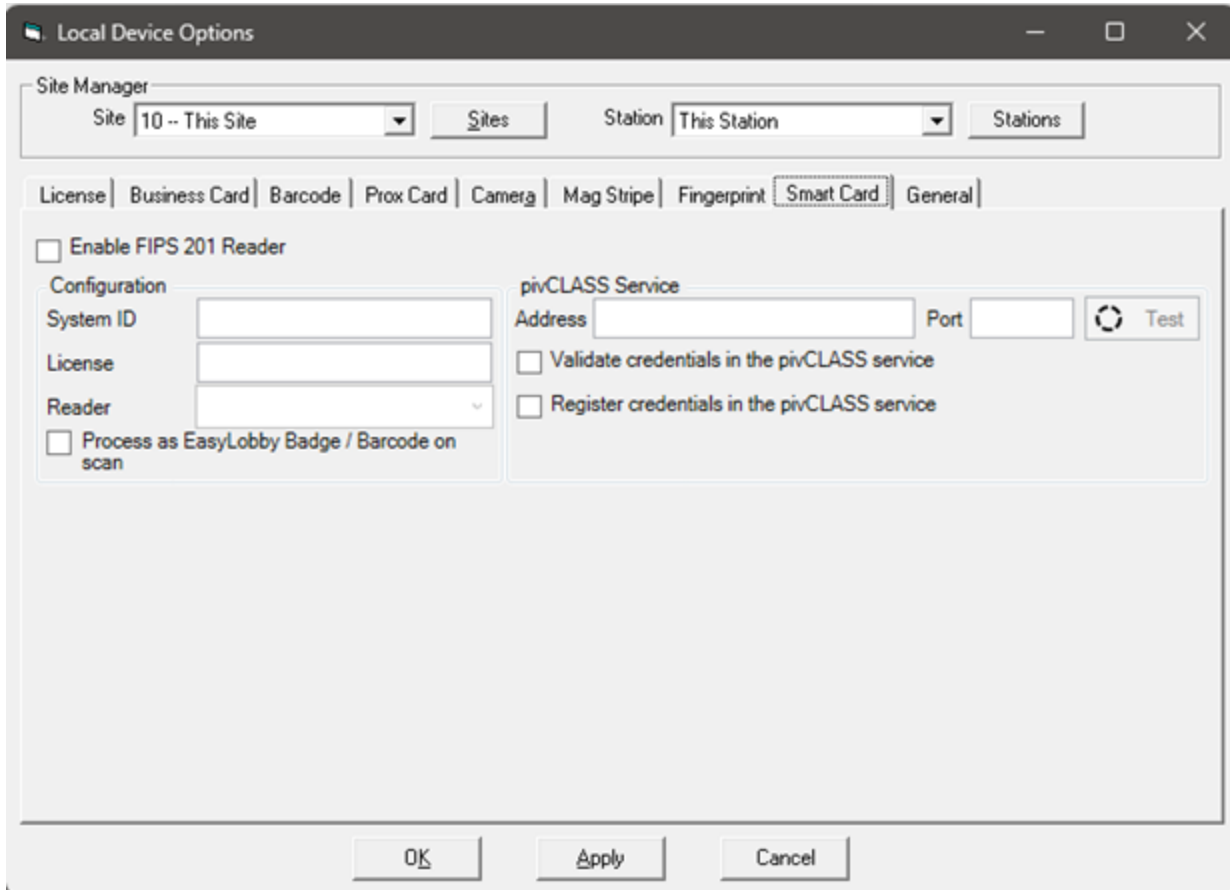 Local Device Options
Site Manager
Site 10 -- This Site Sites Station This Station Stations
License Business Card Barcode Prox Card Camera Mag Stripe Fingerprint Smart Card General
Enable FIPS 201 Reader
Configuration
System ID
License
Reader
Process as EasyLobby Badge / Barcode on
scan
pivCLASS Service
Address Port Test
Validate credentials in the pivCLASS service
Register credentials in the pivCLASS service
OK Apply Cancel